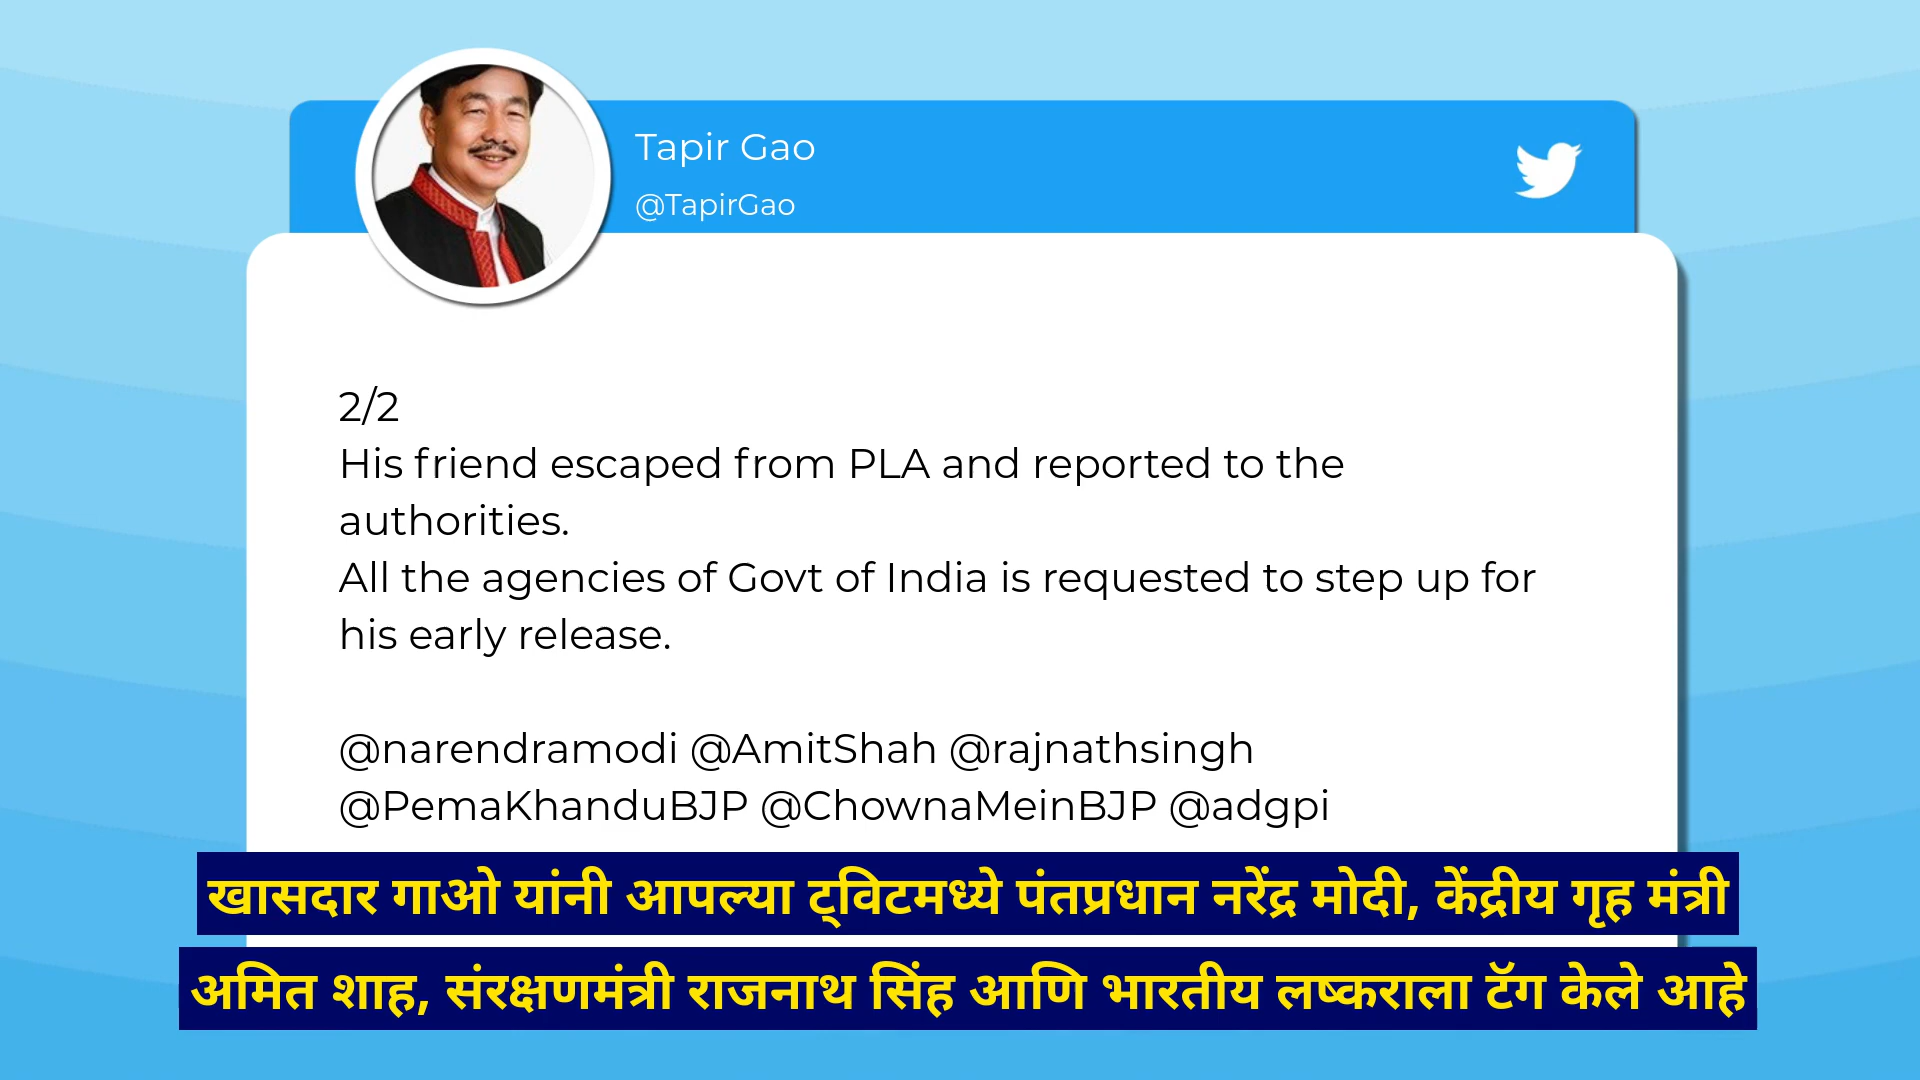 Tapir Gao
@TapirGao
2/2
His friend escaped from PLA and reported to the
authorities.
All the agencies of Govt of India is requested to step up for
his early release.
@narendramodi @AmitShah @rajnathsingh
@PemaKhanduBJP @ChownaMeinBJP @adgpi
खासदार गाओ यांनी आपल्या ट्विटमध्ये पंतप्रधान नरेंद्र मोदी, केंद्रीय गृह मंत्री
अमित शाह, संरक्षणमंत्री राजनाथ सिंह आणि भारतीय लष्कराला टॅग केले आहे